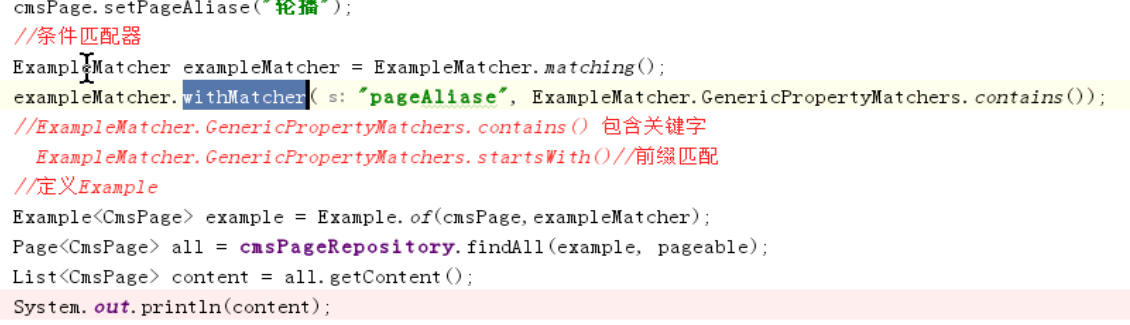 cmsPage.setPageAliase("轮播");
//条件匹配器
ExampleMatcher exampleMatcher = ExampleMatcher.matching();
exampleMatcher.withMatcher( s: "pageAliase", ExampleMatcher.GenericPropertyMatchers.contains());
//ExampleMatcher.GenericPropertyMatchers.contains() 包含关键字
ExampleMatcher.GenericPropertyMatchers.startsWith()//前缀匹配
//定义Example
Example<CmsPage> example = Example.of(cmsPage,exampleMatcher);
Page<CmsPage> all = cmsPageRepository.findAll(example, pageable);
List<CmsPage> content = all.getContent();
System.out.println(content);